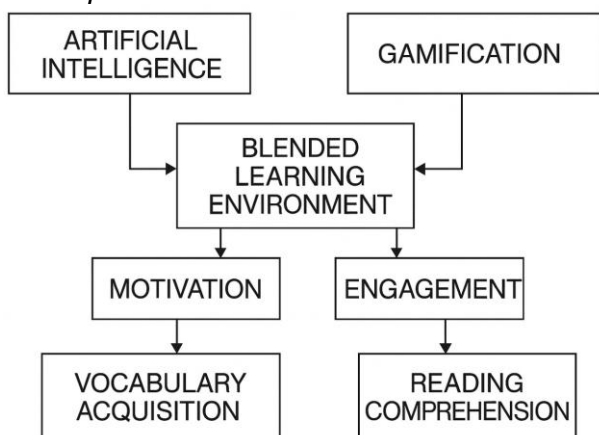 ARTIFICIAL
INTELLIGENCE
GAMIFICATION
BLENDED
LEARNING
ENVIRONMENT
MOTIVATION
ENGAGEMENT
VOCABULARY
ACQUISITION
READING
COMPREHENSION